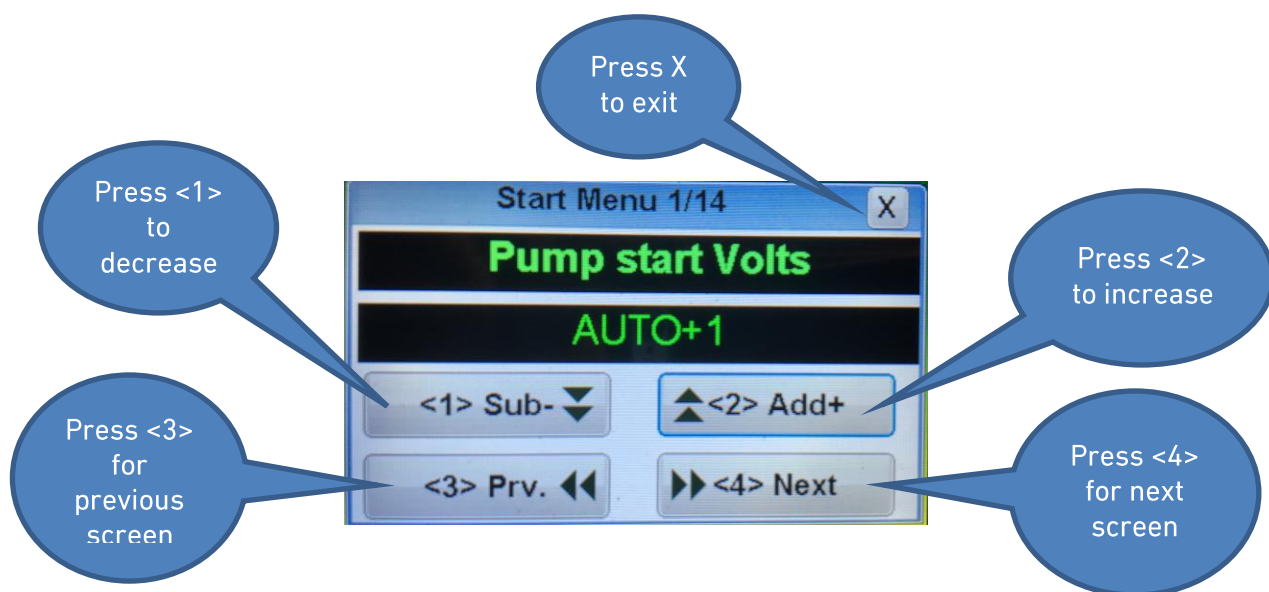 Press X
to exit
Press <1>
to
decrease
Start Menu 1/14
X
Pump start Volts
AUTO+1
Press <2>
to increase
<1> Sub-
<2> Add+
Press <3>
for
previous
screen
<3> Prv.
<4> Next
Press <4>
for next
screen